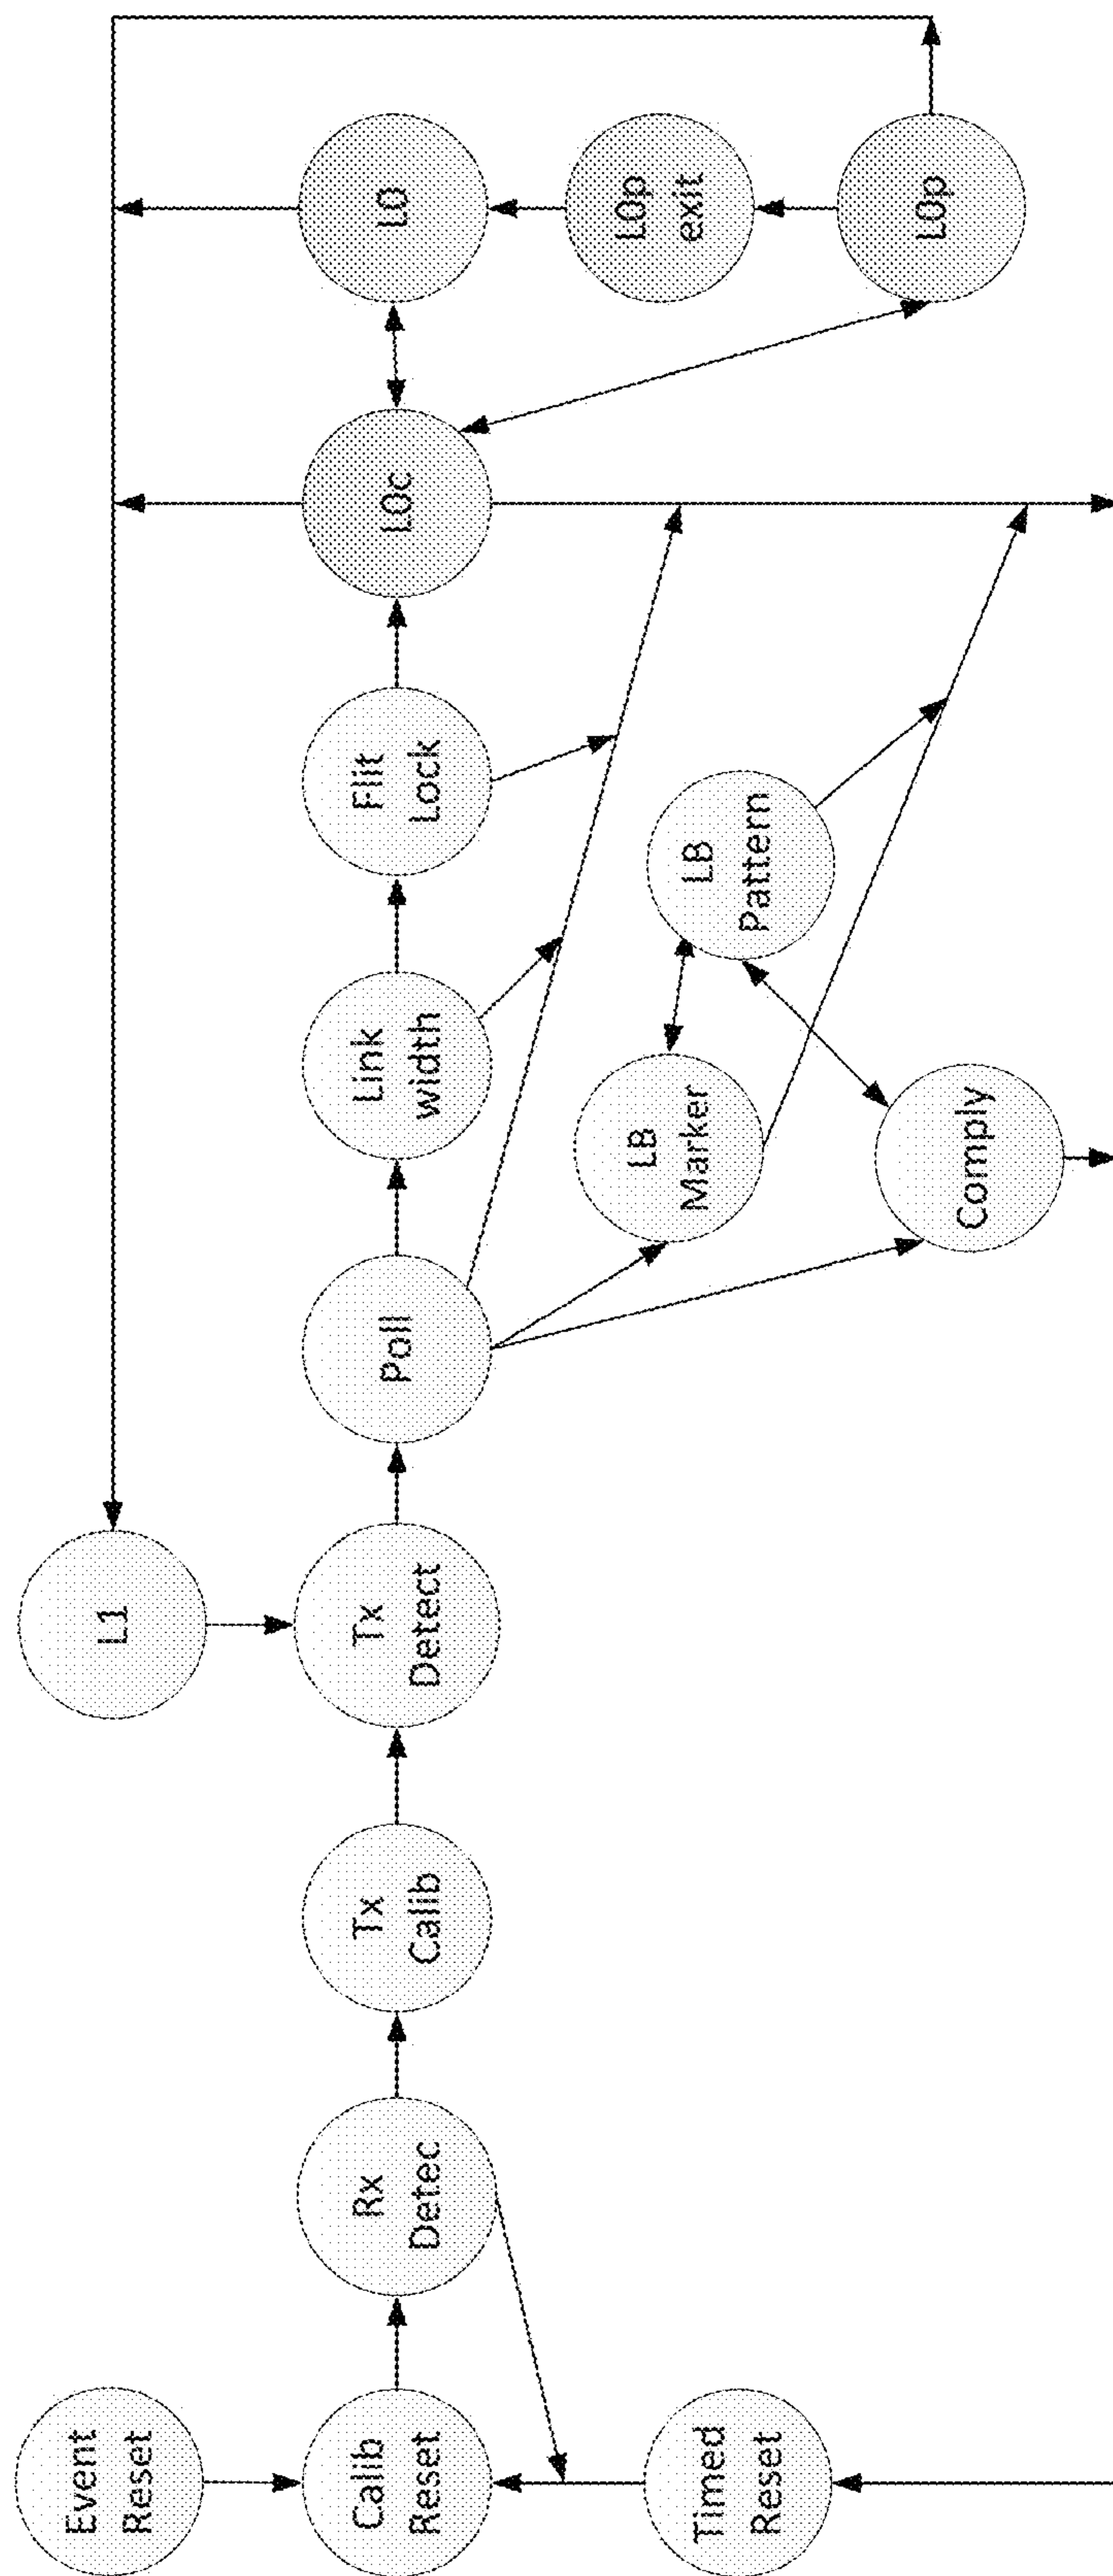 Event
Reset
Calib
Reset
Timed
Reset
Rx
Detec
Tx
Calib
L1
Tx
Detect
Poll
Comply
LB
Marker
Link
width
LB
Pattern
Flit
Lock
L0c
L0
L0p
exit
L0p